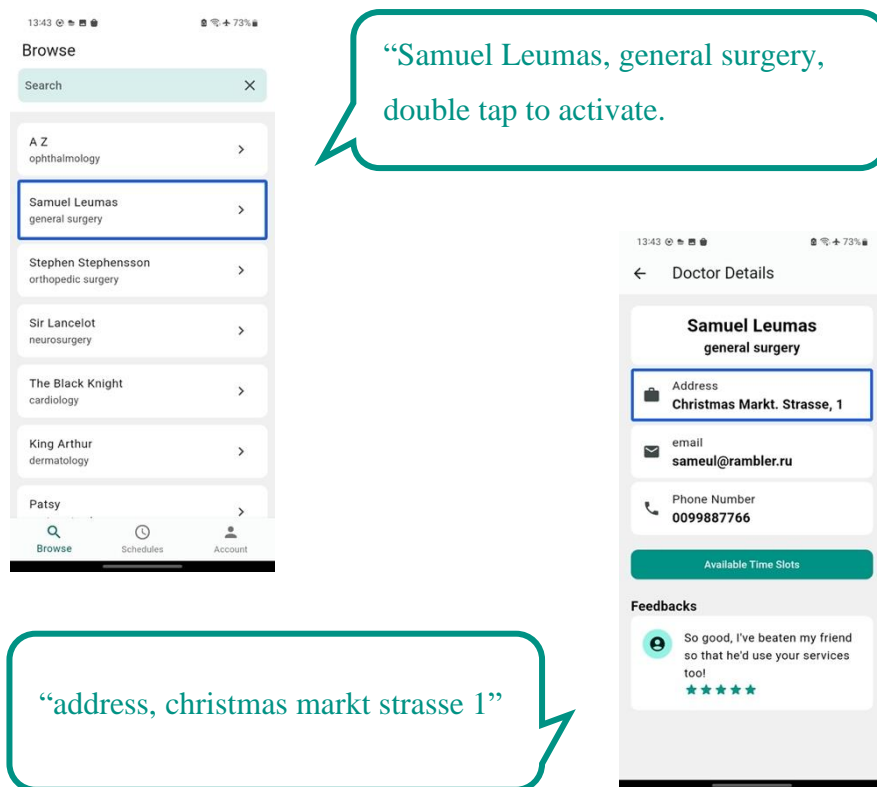 13:43
73%
Browse
Search
A Z
ophthalmology
Samuel Leumas
general surgery
Stephen Stephensson
orthopedic surgery
Sir Lancelot
neurosurgery
The Black Knight
cardiology
King Arthur
dermatology
Patsy
Browse
Schedules
Account
“Samuel Leumas, general surgery,
double tap to activate.
13:43
73%
Doctor Details
Samuel Leumas
general surgery
Address
Christmas Markt. Strasse, 1
email
sameul@rambler.ru
Phone Number
0099887766
Available Time Slots
Feedbacks
So good, I've beaten my friend
so that he'd use your services
too!
“address, christmas markt strasse 1”